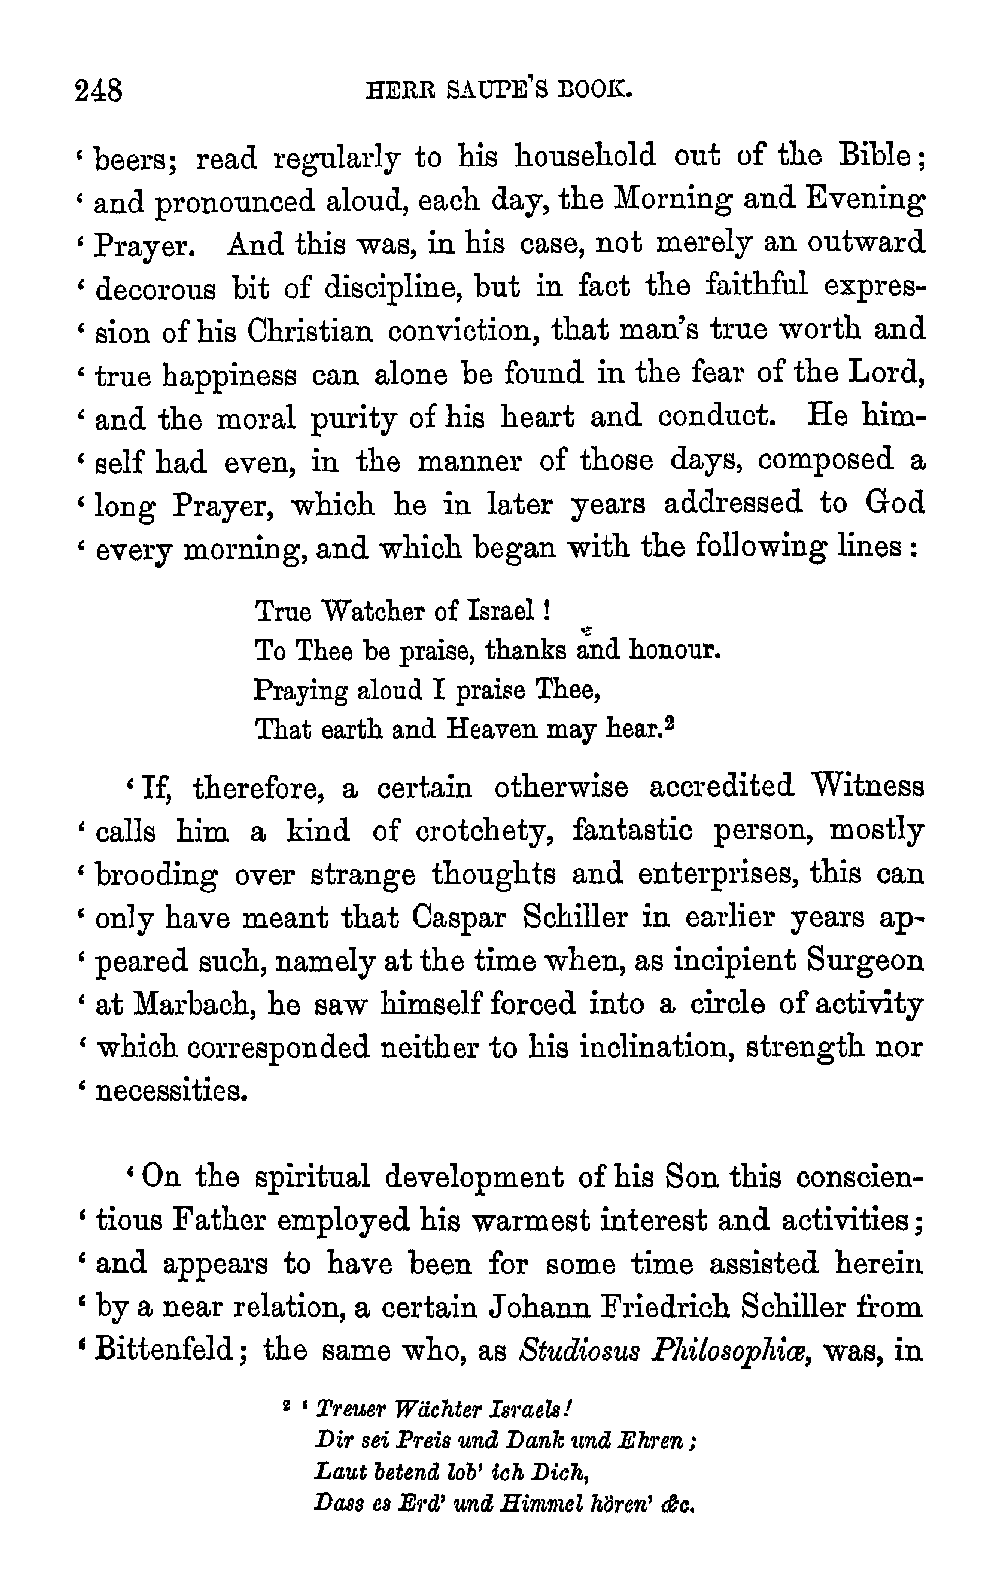 248 HERR SAUPE'S BOOK.
‘ beers; read regularly to his household out of the Bible;
‘ and pronounced aloud, each day, the Morning and Evening
‘ Prayer. And this was, in his case, not merely an outward
‘ decorous bit of discipline, but in fact the faithful expres-
‘ sion of his Christian conviction, that man's true worth and
‘ true happiness can alone be found in the fear of the Lord,
‘ and the moral purity of his heart and conduct. He him-
‘ self had even, in the manner of those days, composed a
‘ long Prayer, which he in later years addressed to God
‘ every morning, and which began with the following lines:
True Watcher of Israel!
To Thee be praise, thanks and honour.
Praying aloud I praise Thee,
That earth and Heaven may hear.²
‘ If, therefore, a certain otherwise accredited Witness
‘ calls him a kind of crotchety, fantastic person, mostly
‘ brooding over strange thoughts and enterprises, this can
‘ only have meant that Caspar Schiller in earlier years ap-
‘ peared such, namely at the time when, as incipient Surgeon
‘ at Marbach, he saw himself forced into a circle of activity
‘ which corresponded neither to his inclination, strength nor
‘ necessities.
‘ On the spiritual development of his Son this conscien-
‘ tious Father employed his warmest interest and activities;
‘ and appears to have been for some time assisted herein
‘ by a near relation, a certain Johann Friedrich Schiller from
‘ Bittenfeld; the same who, as Studiosus Philosophiæ, was, in
² ‘ Treuer Wächter Israels!
Dir sei Preis und Dank und Ehren;
Laut betend lob' ich Dich,
Dass es Erd' und Himmel hören' &c.